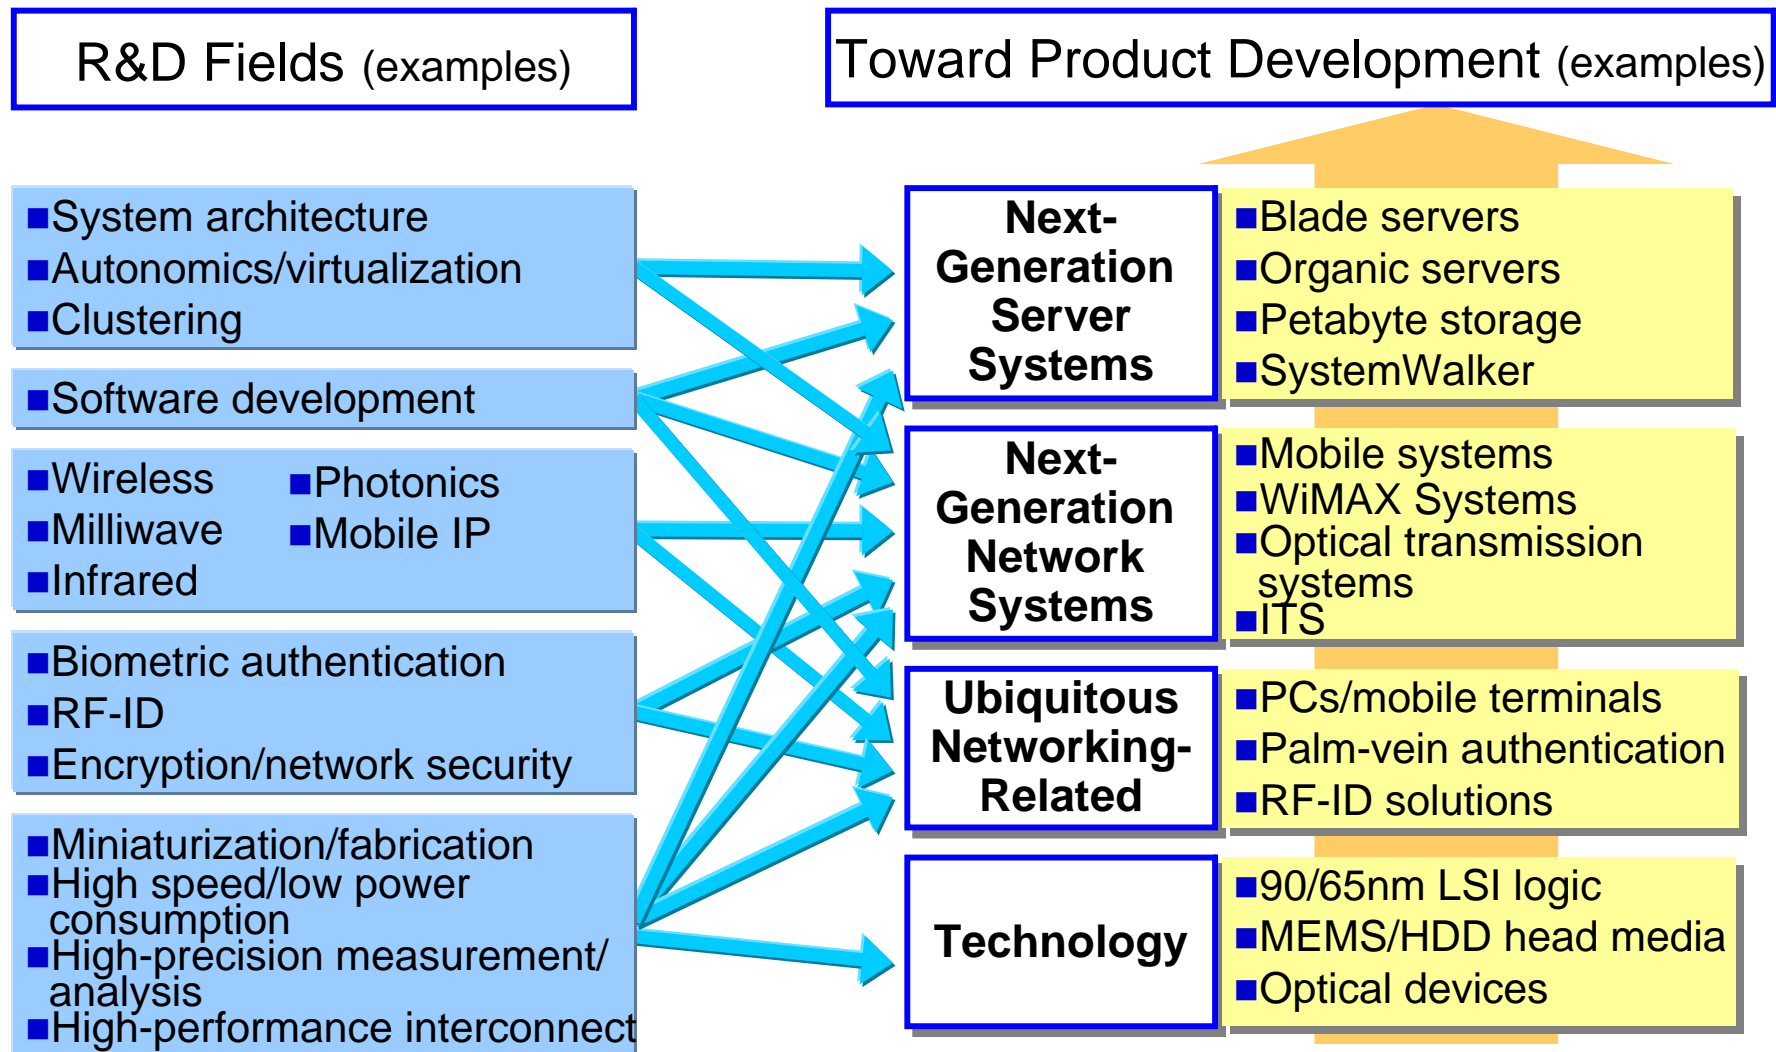 R&D Fields (examples)
Toward Product Development (examples)
■System architecture
■Autonomics/virtualization
■Clustering
■Software development
■Wireless
■Milliwave
■Infrared
■Photonics
■Mobile IP
■Biometric authentication
■RF-ID
■Encryption/network security
■Miniaturization/fabrication
■High speed/low power
consumption
■High-precision measurement/
analysis
■High-performance interconnect
Next-
Generation
Server
Systems
■Blade servers
■Organic servers
■Petabyte storage
■SystemWalker
Next-
Generation
Network
Systems
■Mobile systems
■WiMAX Systems
■Optical transmission
systems
■ITS
Ubiquitous
Networking-
Related
■PCs/mobile terminals
■Palm-vein authentication
■RF-ID solutions
Technology
■90/65nm LSI logic
■MEMS/HDD head media
■Optical devices